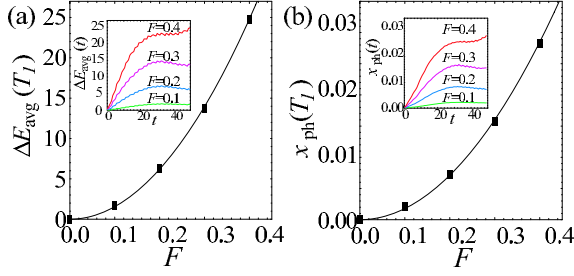 (a)
ΔE_avg (T_1)
25
20
15
10
5
0
0.0 0.1 0.2 0.3 0.4
F
ΔE_avg (t)
25
20
15
10
5
0
0 20 40
t
F=0.4
F=0.3
F=0.2
F=0.1
(b)
x_ph (T_1)
0.03
0.02
0.01
0.00
0.0 0.1 0.2 0.3 0.4
F
x_ph (t)
0.03
0.02
0.01
0.00
0 20 40
t
F=0.4
F=0.3
F=0.2
F=0.1